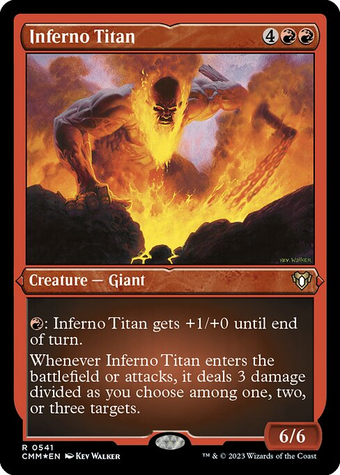 Inferno Titan 4
KEV WALKER
Creature — Giant
: Inferno Titan gets +1/+0 until end
of turn.
Whenever Inferno Titan enters the
battlefield or attacks, it deals 3 damage
divided as you choose among one, two,
or three targets.
R 0541
6/6
CMM★EN Kev Walker
™ & © 2023 Wizards of the Coast